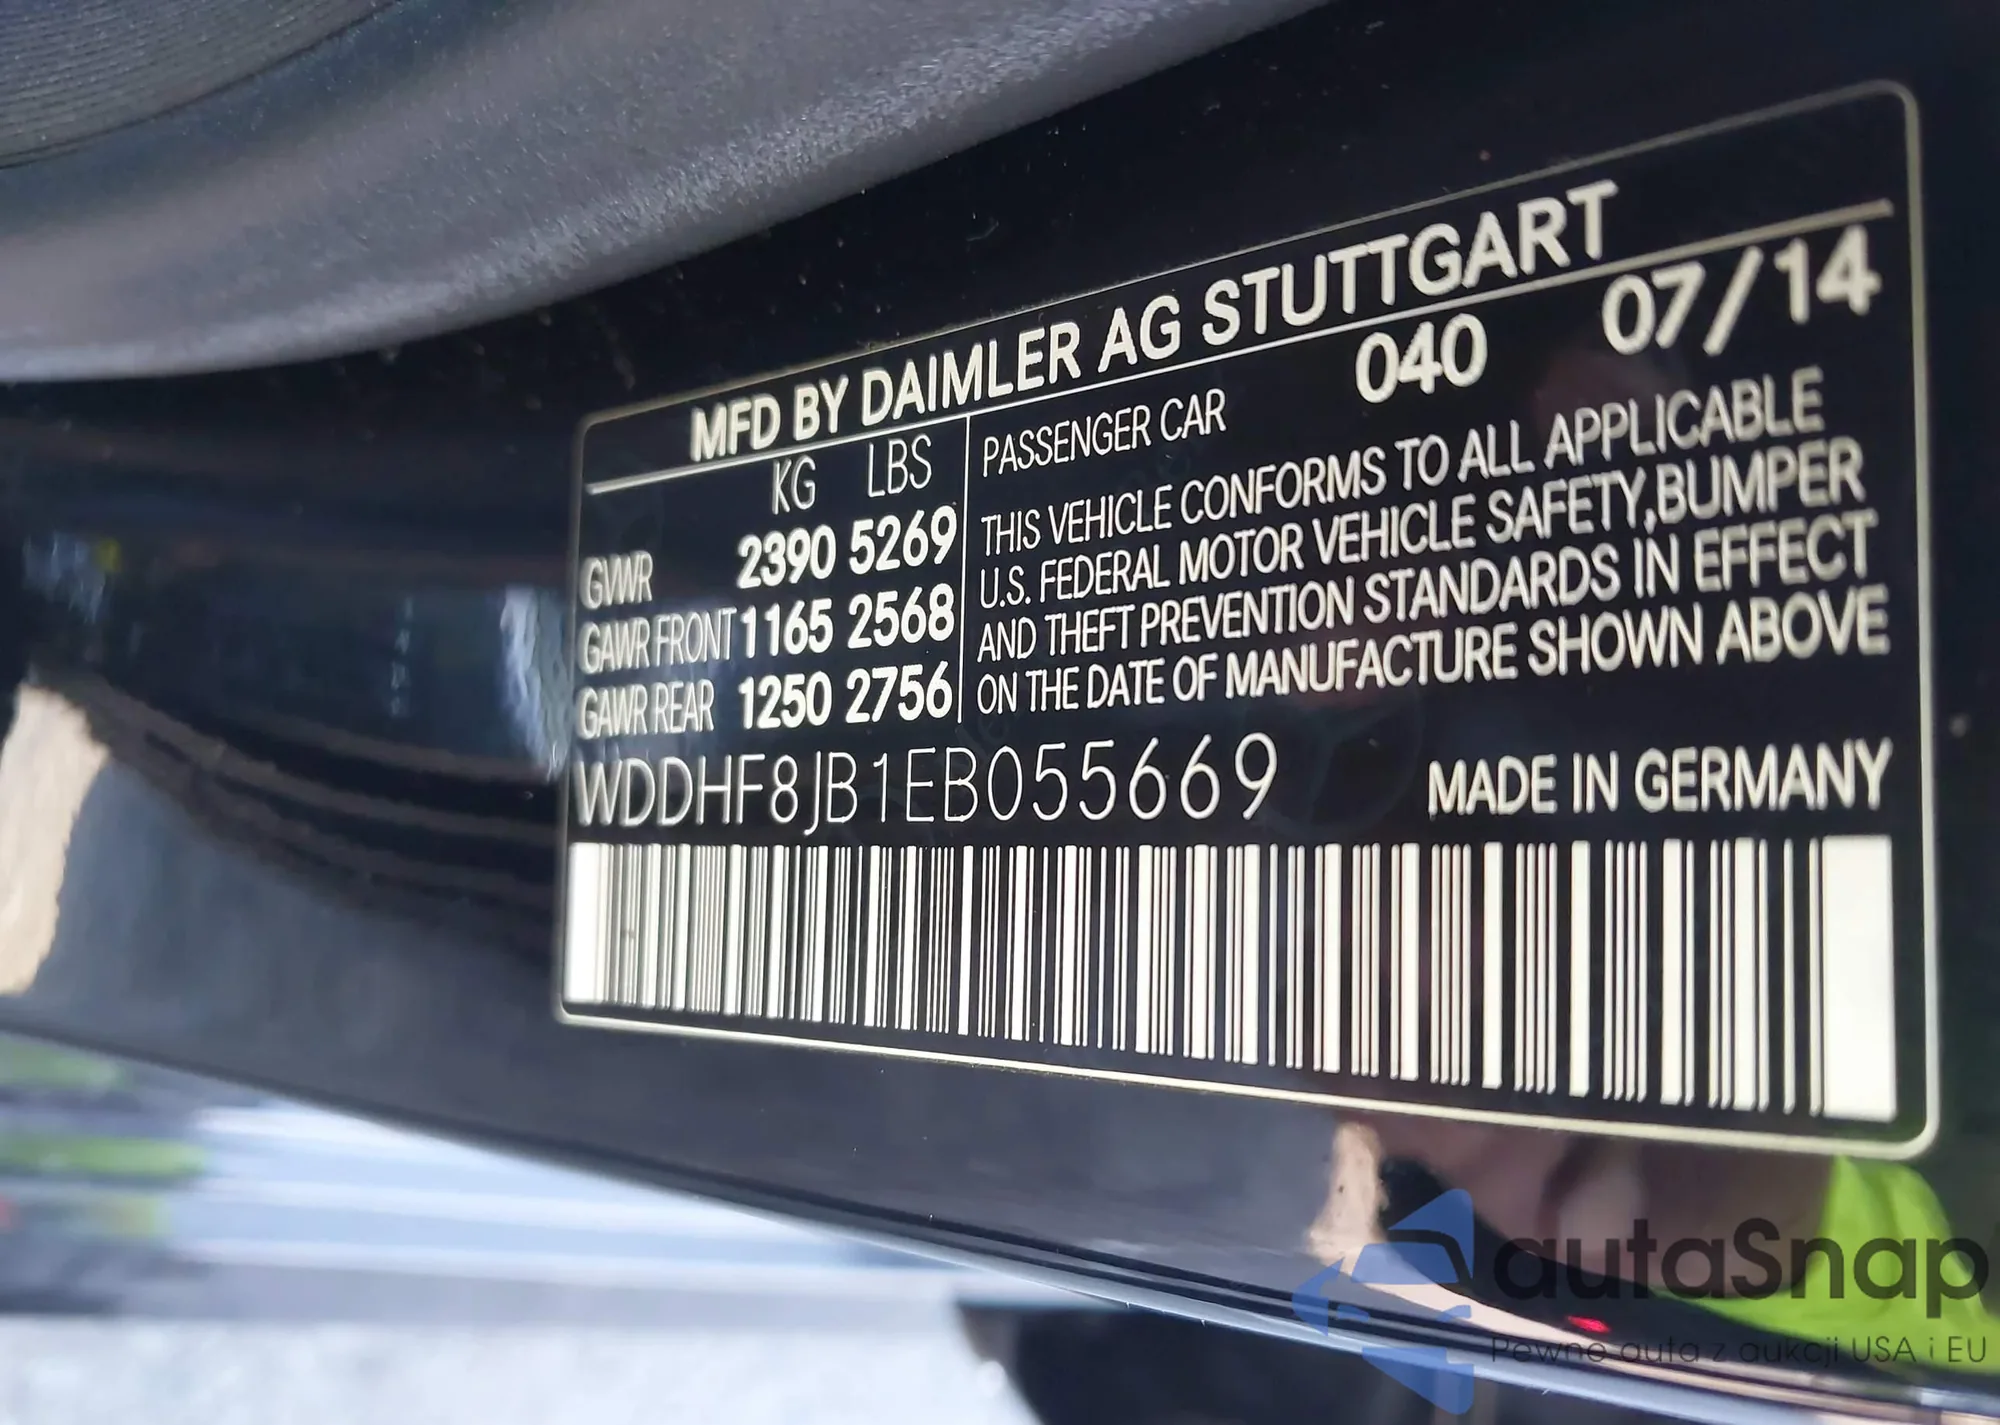 MFD BY DAIMLER AG STUTTGART
KG LBS
GVWR 2390 5269
GAWR FRONT 1165 2568
GAWR REAR 1250 2756
PASSENGER CAR 040 07/14
THIS VEHICLE CONFORMS TO ALL APPLICABLE
U.S. FEDERAL MOTOR VEHICLE SAFETY,BUMPER
AND THEFT PREVENTION STANDARDS IN EFFECT
ON THE DATE OF MANUFACTURE SHOWN ABOVE
WDDHF8JB1EB055669 MADE IN GERMANY
autaSnap
Pewne auta z aukcji USA i EU